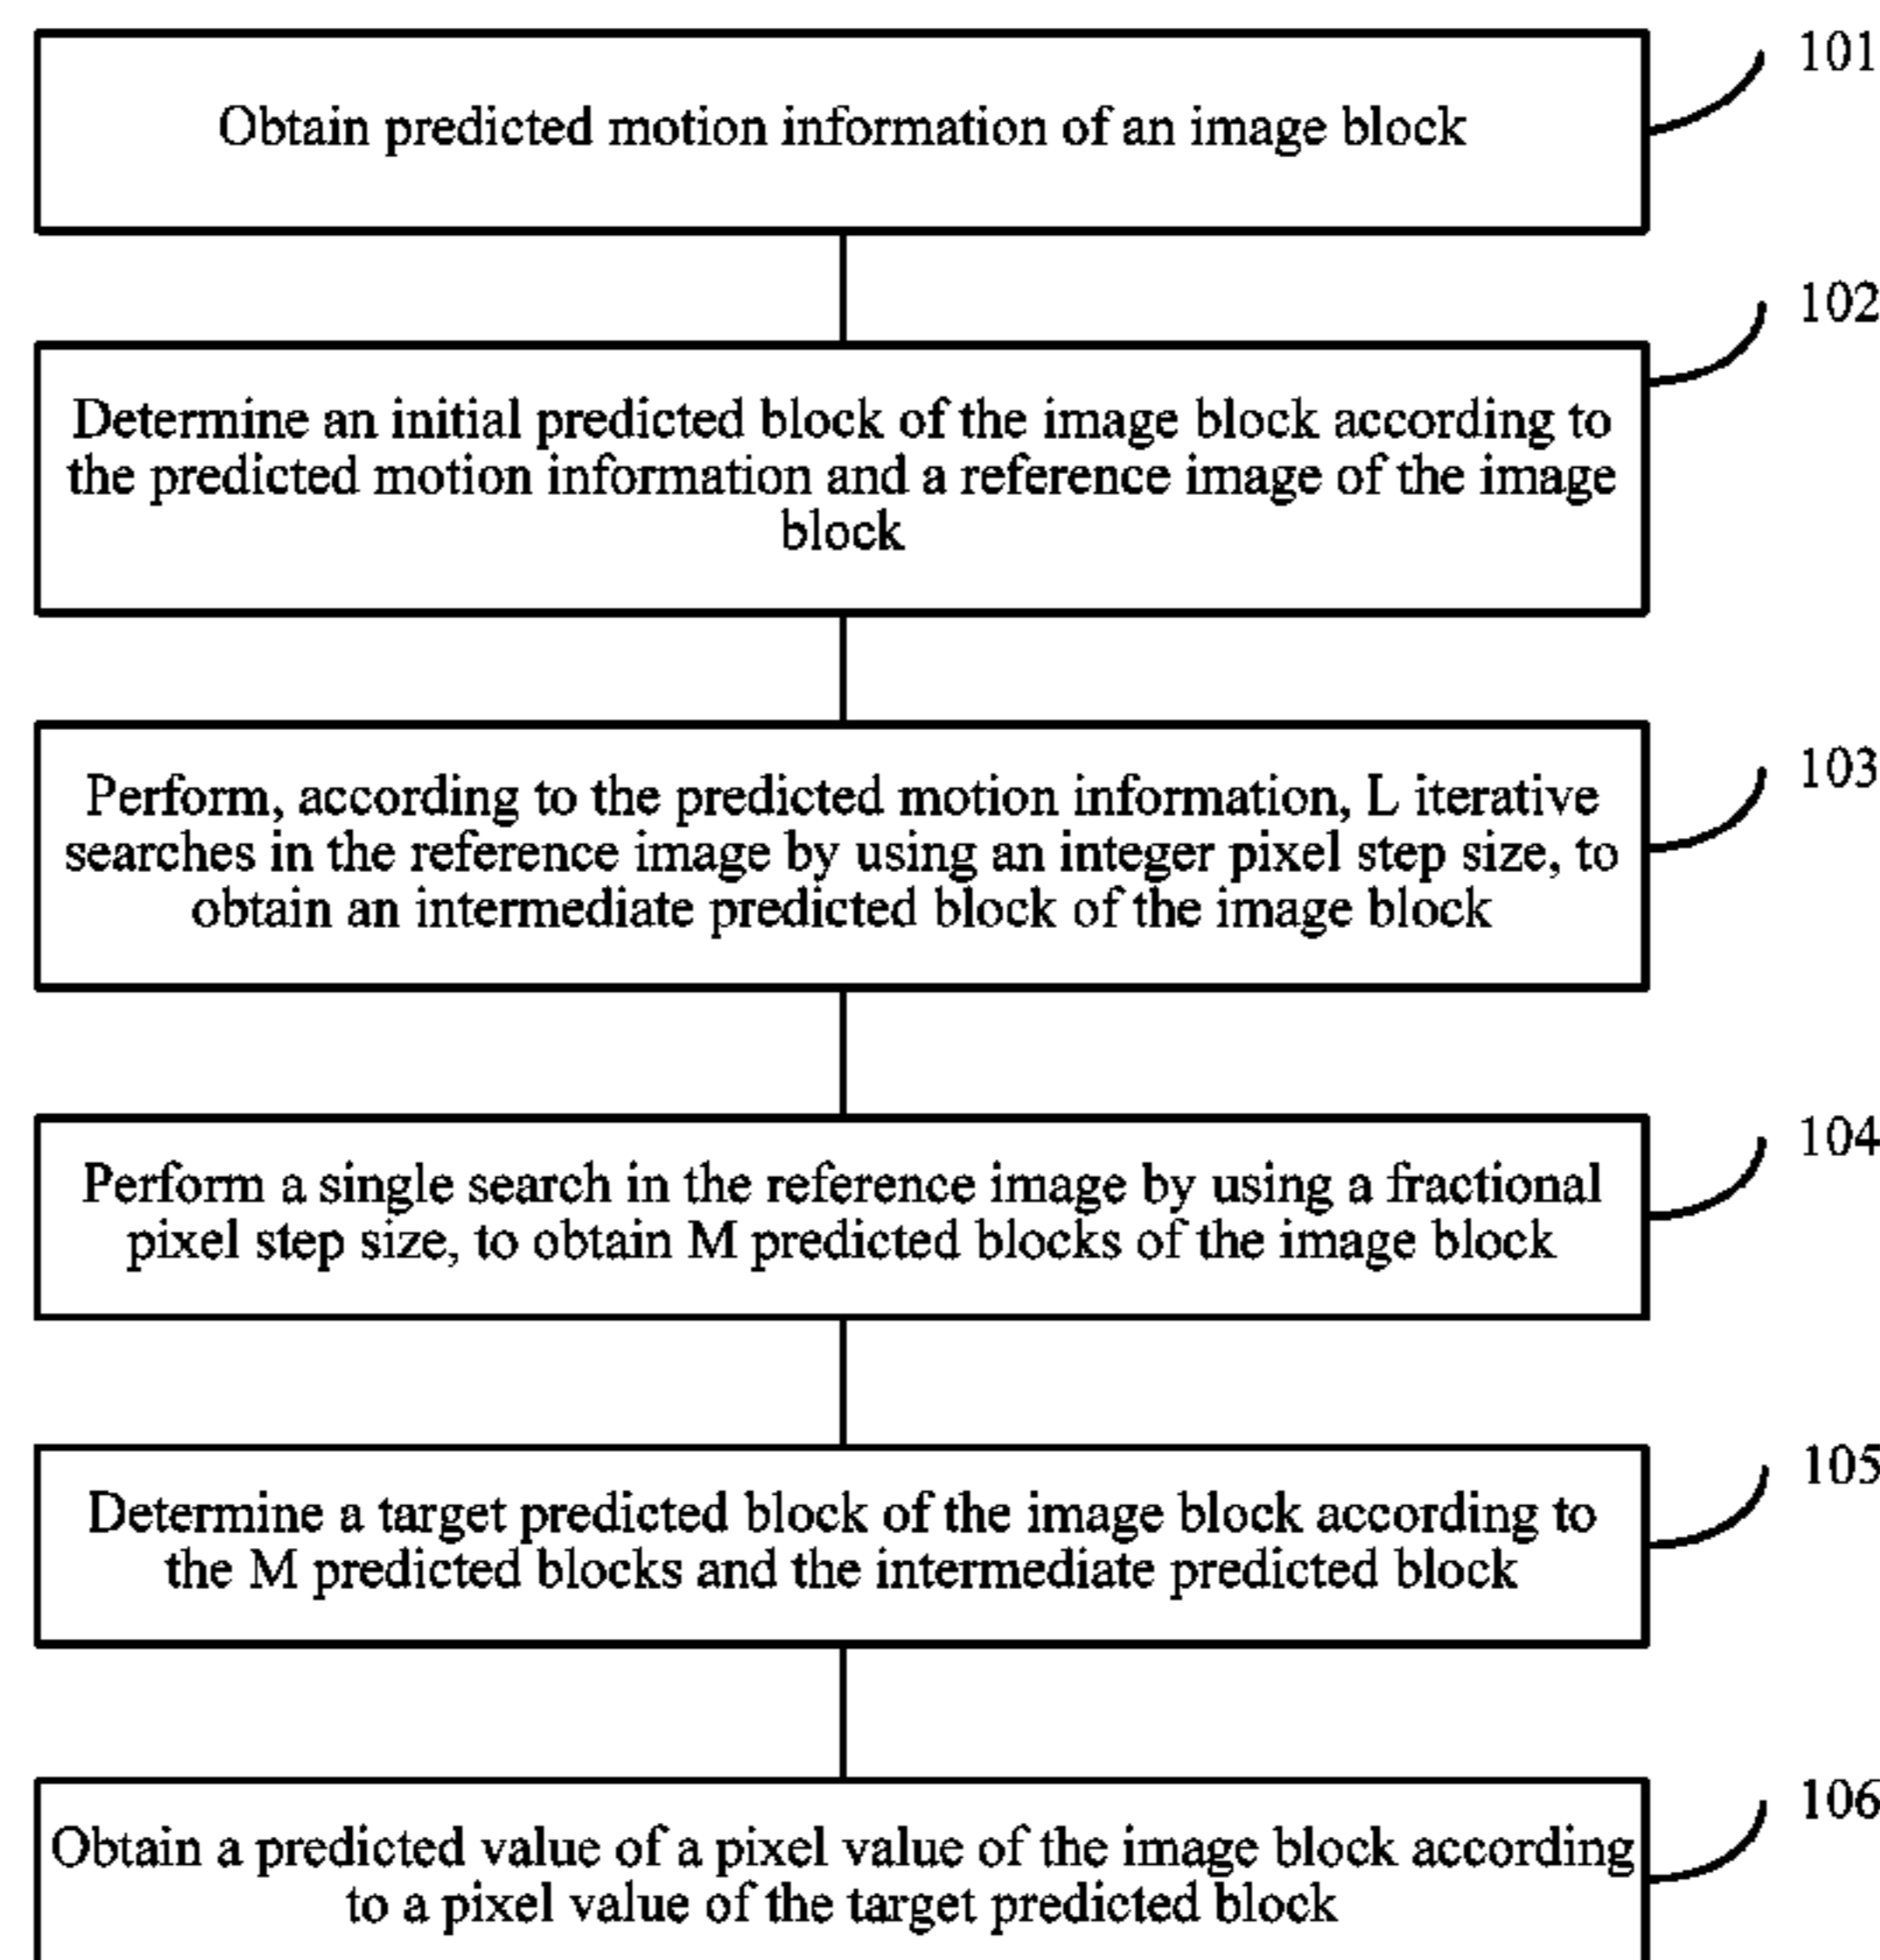 101
Obtain predicted motion information of an image block
102
Determine an initial predicted block of the image block according to
the predicted motion information and a reference image of the image
block
103
Perform, according to the predicted motion information, L iterative
searches in the reference image by using an integer pixel step size, to
obtain an intermediate predicted block of the image block
104
Perform a single search in the reference image by using a fractional
pixel step size, to obtain M predicted blocks of the image block
105
Determine a target predicted block of the image block according to
the M predicted blocks and the intermediate predicted block
106
Obtain a predicted value of a pixel value of the image block according
to a pixel value of the target predicted block